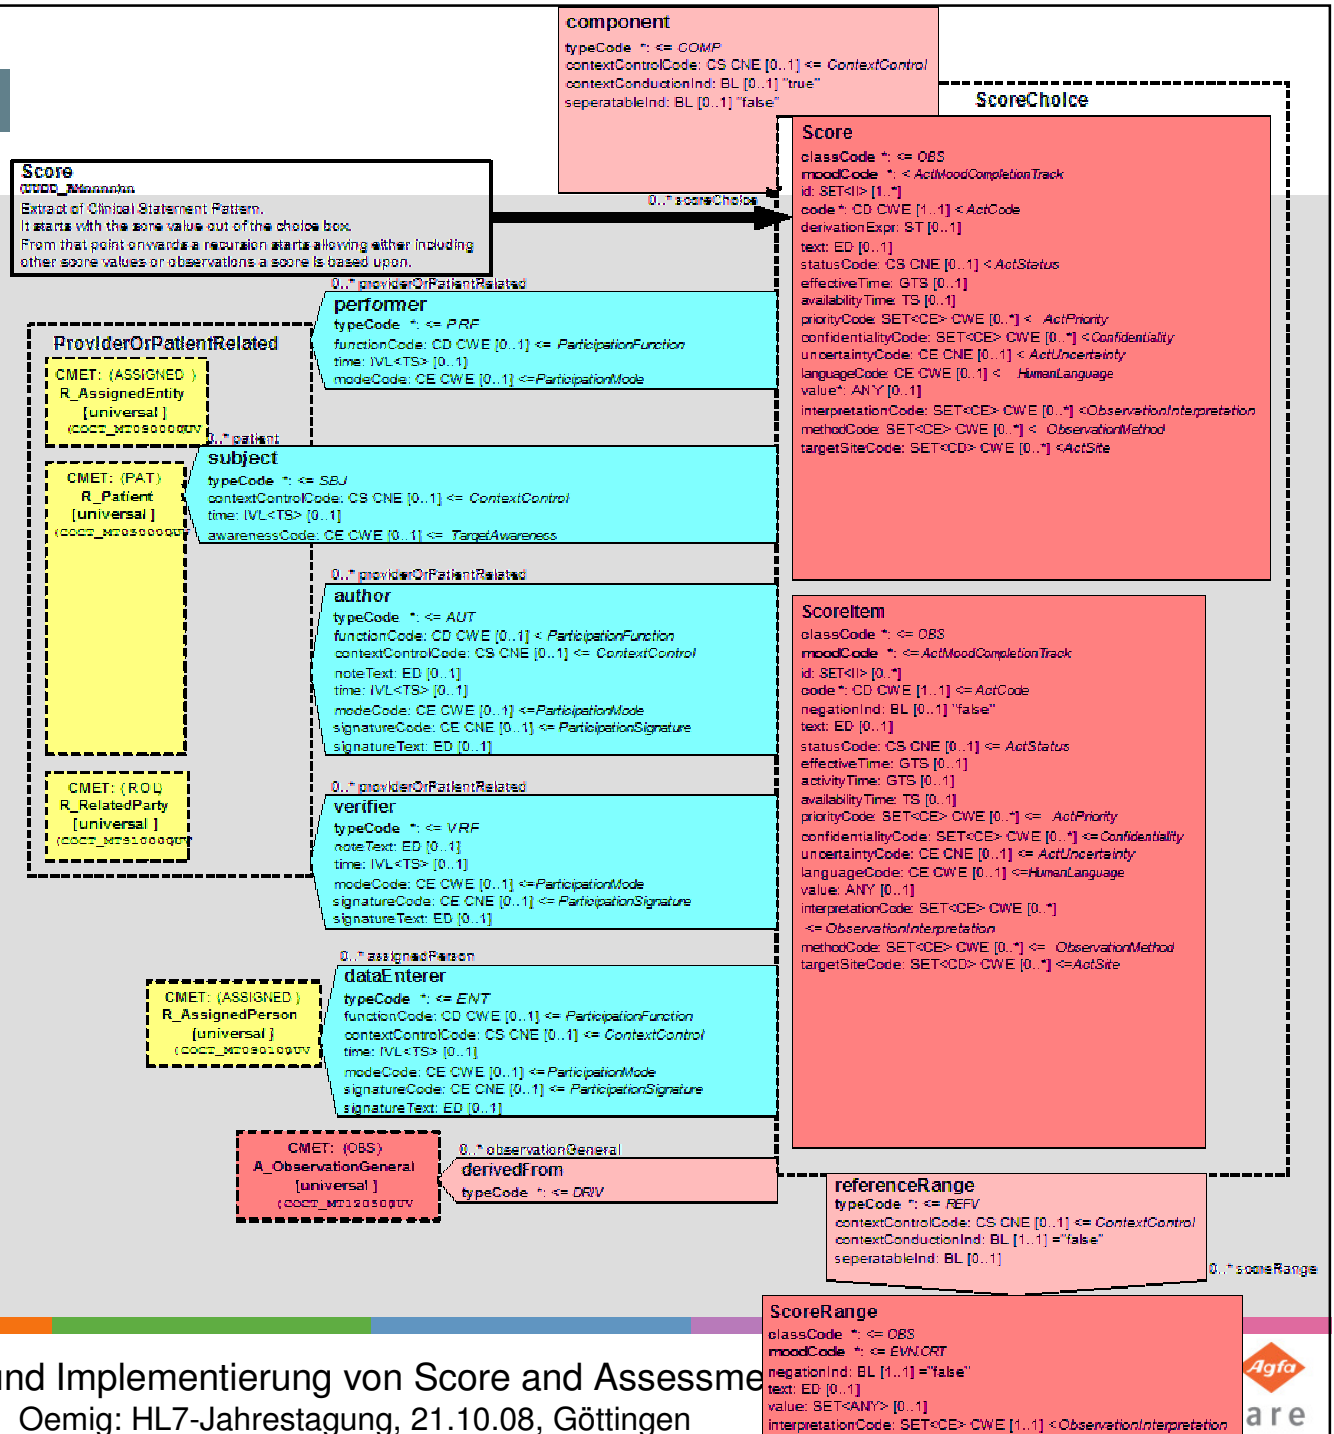 component
typeCode *: <= COMP
contextControlCode: CS CNE [0..1] <= ContextControl
contextConductionInd: BL [0..1] "true"
seperatableInd: BL [0..1] "false"
ScoreChoice
Score
classCode *: <= OBS
moodCode *: < ActMoodCompletionTrack
id: SET<II> [1..*]
code *: CD CWE [1..1] < ActCode
derivationExpr: ST [0..1]
text: ED [0..1]
statusCode: CS CNE [0..1] < ActStatus
effectiveTime: GTS [0..1]
availabilityTime: TS [0..1]
priorityCode: SET<CE> CWE [0..*] < ActPriority
confidentialityCode: SET<CE> CWE [0..*] < Confidentiality
uncertaintyCode: CE CNE [0..1] < ActUncertainty
languageCode: CE CWE [0..1] < HumanLanguage
value*: ANY [0..1]
interpretationCode: SET<CE> CWE [0..*] <ObservationInterpretation
methodCode: SET<CE> CWE [0..*] < ObservationMethod
targetSiteCode: SET<CD> CWE [0..*] <ActSite
Score
Extract of Clinical Statement Pattern.
It starts with the sore value out of the choice box.
From that point onwards a recursion starts allowing either including
other score values or observations a score is based upon.
0..* scoreChoice
0..* providerOrPatientRelated
performer
typeCode *: <= PRF
functionCode: CD CWE [0..1] <= ParticipationFunction
time: IVL<TS> [0..1]
modeCode: CE CWE [0..1] <=ParticipationMode
ProviderOrPatientRelated
CMET: (ASSIGNED )
R_AssignedEntity
[universal ]
(COCT_MT090000UV
0..* patient
subject
typeCode *: <= SBJ
contextControlCode: CS CNE [0..1] <= ContextControl
time: IVL<TS> [0..1]
awarenessCode: CE CWE [0..1] <= TargetAwareness
CMET: (PAT)
R_Patient
[universal ]
(COCT_MT050000UV
0..* providerOrPatientRelated
author
typeCode *: <= AUT
functionCode: CD CWE [0..1] < ParticipationFunction
contextControlCode: CS CNE [0..1] <= ContextControl
noteText: ED [0..1]
time: IVL<TS> [0..1]
modeCode: CE CWE [0..1] <=ParticipationMode
signatureCode: CE CNE [0..1] <= ParticipationSignature
signatureText: ED [0..1]
CMET: (ROL)
R_RelatedParty
[universal ]
(COCT_MT910000UV
0..* providerOrPatientRelated
verifier
typeCode *: <= VRF
noteText: ED [0..1]
time: IVL<TS> [0..1]
modeCode: CE CWE [0..1] <=ParticipationMode
signatureCode: CE CNE [0..1] <= ParticipationSignature
signatureText: ED [0..1]
0..* assignedPerson
dataEnterer
typeCode *: <= ENT
functionCode: CD CWE [0..1] <= ParticipationFunction
contextControlCode: CS CNE [0..1] <= ContextControl
time: IVL<TS> [0..1]
modeCode: CE CWE [0..1] <= ParticipationMode
signatureCode: CE CNE [0..1] <= ParticipationSignature
signatureText: ED [0..1]
CMET: (ASSIGNED )
R_AssignedPerson
[universal ]
(COCT_MT090100UV
CMET: (OBS)
A_ObservationGeneral
[universal ]
(COCT_MT120500UV
0..* observationGeneral
derivedFrom
typeCode *: <= DRIV
ScoreItem
classCode *: <= OBS
moodCode *: <= ActMoodCompletionTrack
id: SET<II> [0..*]
code *: CD CWE [1..1] <= ActCode
negationInd: BL [0..1] "false"
text: ED [0..1]
statusCode: CS CNE [0..1] <= ActStatus
effectiveTime: GTS [0..1]
activityTime: GTS [0..1]
availabilityTime: TS [0..1]
priorityCode: SET<CE> CWE [0..*] <= ActPriority
confidentialityCode: SET<CE> CWE [0..*] <= Confidentiality
uncertaintyCode: CE CNE [0..1] <= ActUncertainty
languageCode: CE CWE [0..1] <=HumanLanguage
value: ANY [0..1]
interpretationCode: SET<CE> CWE [0..*]
<= ObservationInterpretation
methodCode: SET<CE> CWE [0..*] <= ObservationMethod
targetSiteCode: SET<CD> CWE [0..*] <=ActSite
referenceRange
typeCode *: <= REFV
contextControlCode: CS CNE [0..1] <= ContextControl
contextConductionInd: BL [1..1] ="false"
seperatableInd: BL [0..1]
0..* scoreRange
ScoreRange
classCode *: <= OBS
moodCode *: <= EVN.CRT
negationInd: BL [1..1] ="false"
text: ED [0..1]
value: SET<ANY> [0..1]
interpretationCode: SET<CE> CWE [1..1] < ObservationInterpretation
und Implementierung von Score and Assessme
Oemig: HL7-Jahrestagung, 21.10.08, Göttingen
Agfa
are